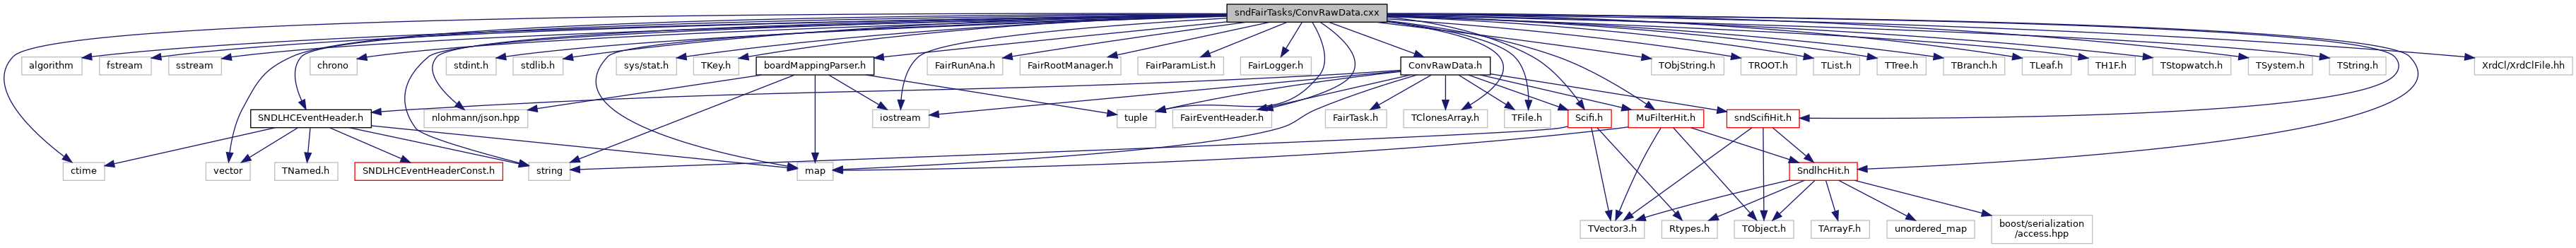 sndFairTasks/ConvRawData.cxx
algorithm
fstream
sstream
chrono
stdint.h
stdlib.h
sys/stat.h
TKey.h
boardMappingParser.h
FairRunAna.h
FairRootManager.h
FairParamList.h
FairLogger.h
ConvRawData.h
TObjString.h
TROOT.h
TList.h
TTree.h
TBranch.h
TLeaf.h
TH1F.h
TStopwatch.h
TSystem.h
TString.h
XrdCl/XrdClFile.hh
SNDLHCEventHeader.h
nlohmann/json.hpp
iostream
tuple
FairEventHeader.h
FairTask.h
TClonesArray.h
TFile.h
Scifi.h
MuFilterHit.h
sndScifiHit.h
ctime
vector
TNamed.h
SNDLHCEventHeaderConst.h
string
map
SndlhcHit.h
TVector3.h
Rtypes.h
TObject.h
TArrayF.h
unordered_map
boost/serialization
/access.hpp